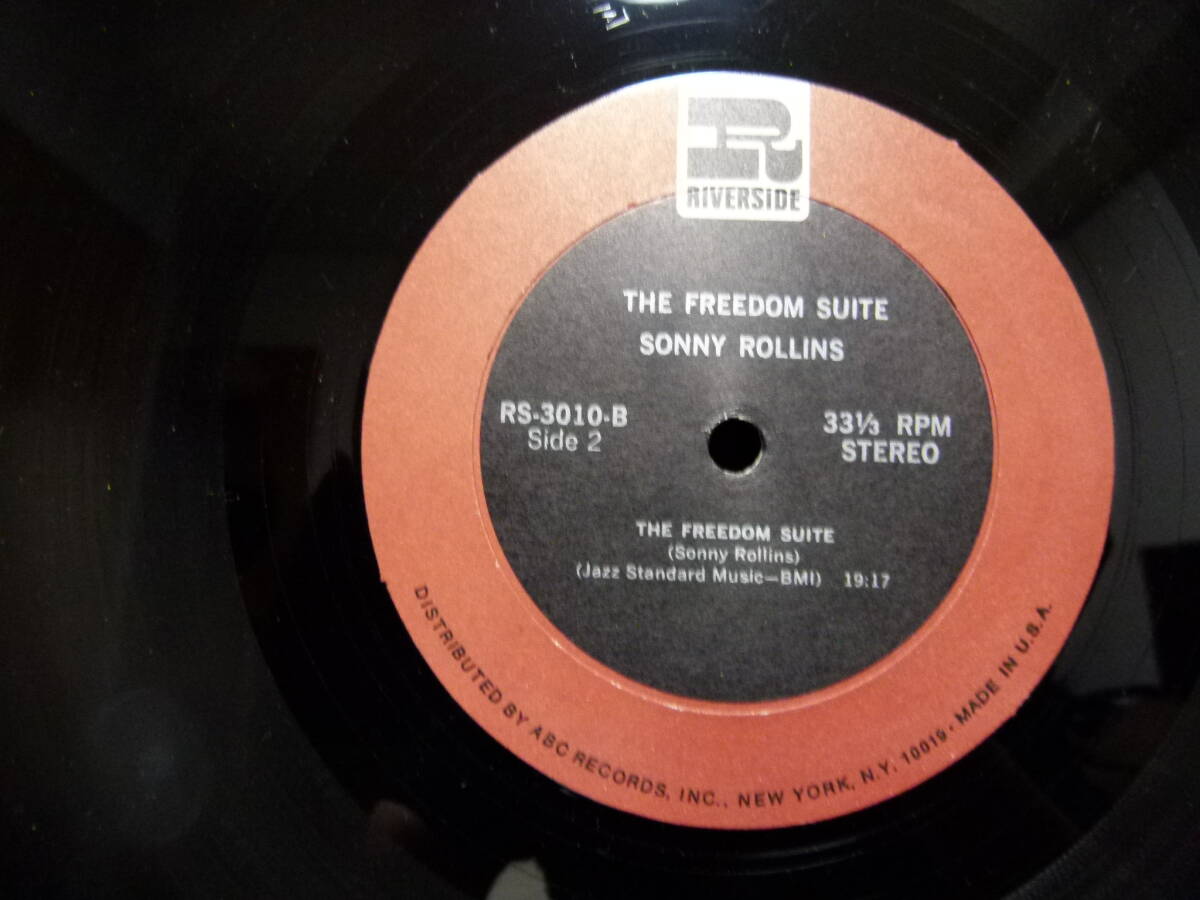 RIVERSIDE
THE FREEDOM SUITE
SONNY ROLLINS
RS-3010-B
Side 2
33⅓ RPM
STEREO
THE FREEDOM SUITE
(Sonny Rollins)
(Jazz Standard Music—BMI) 19:17
DISTRIBUTED BY ABC RECORDS, INC., NEW YORK, N.Y. 10019 • MADE IN U.S.A.